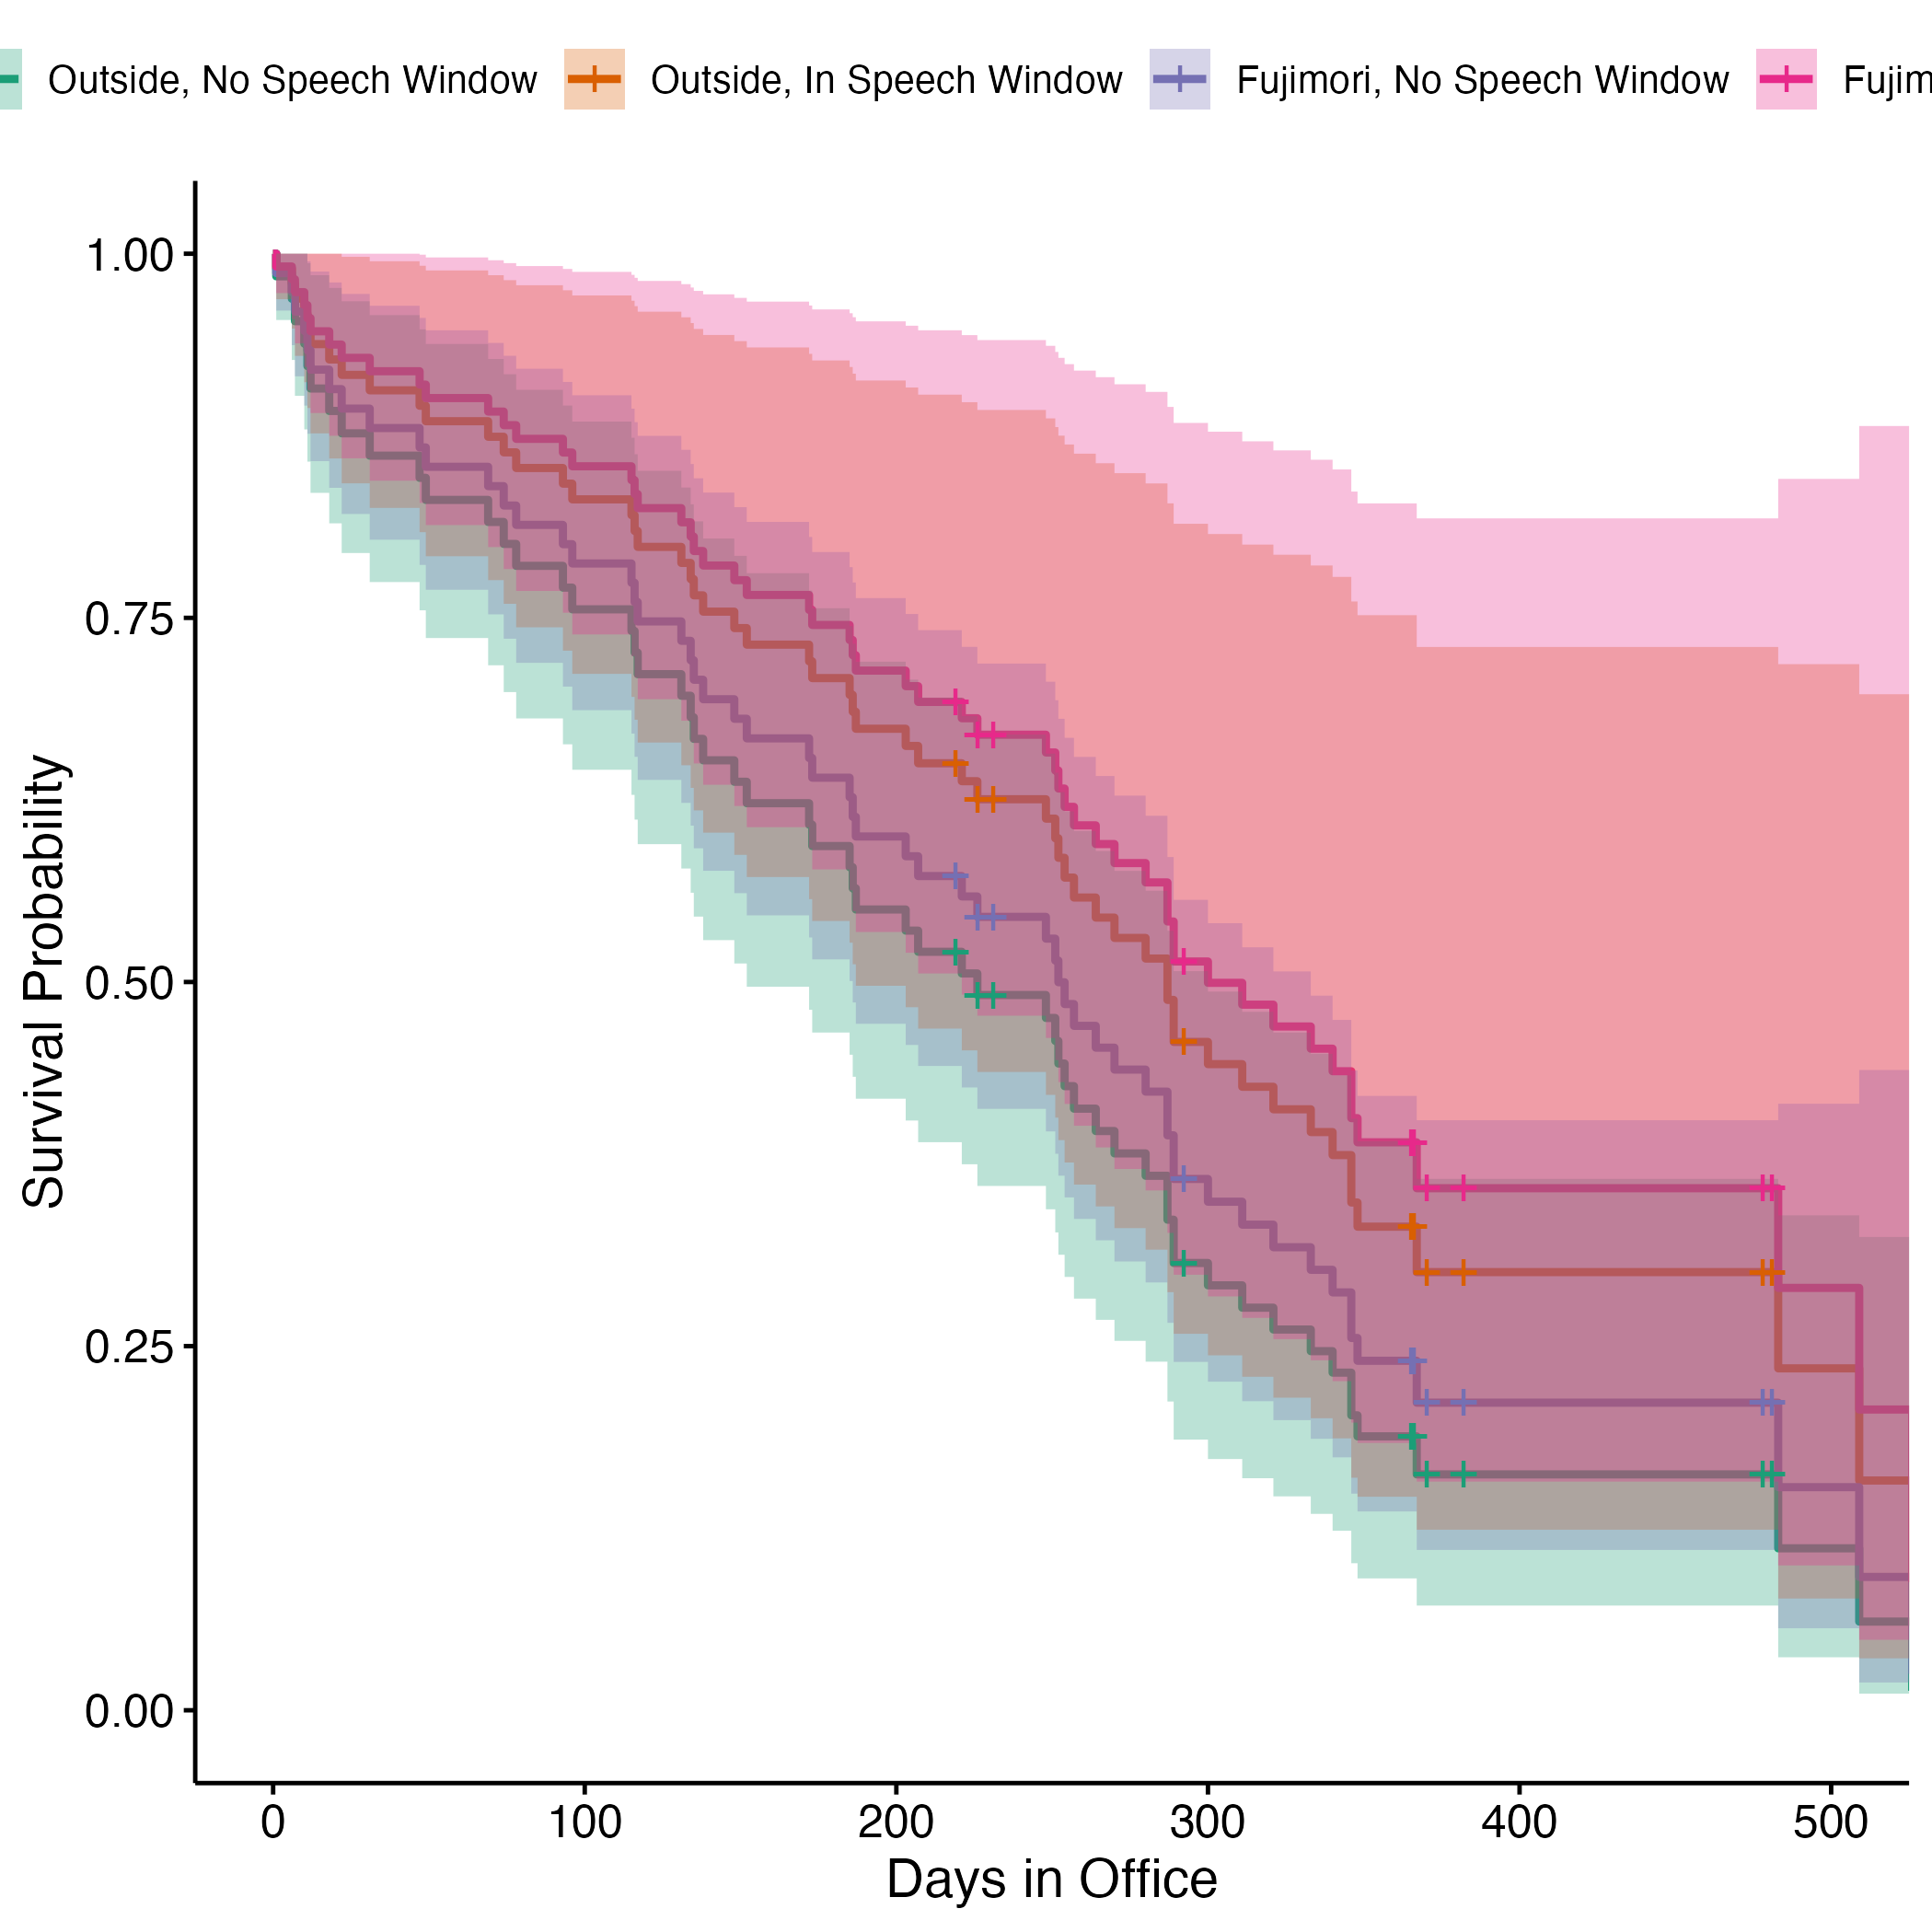 Outside, No Speech Window Outside, In Speech Window Fujimori, No Speech Window Fujim
1.00
0.75
0.50
0.25
0.00
Survival Probability
0 100 200 300 400 500
Days in Office